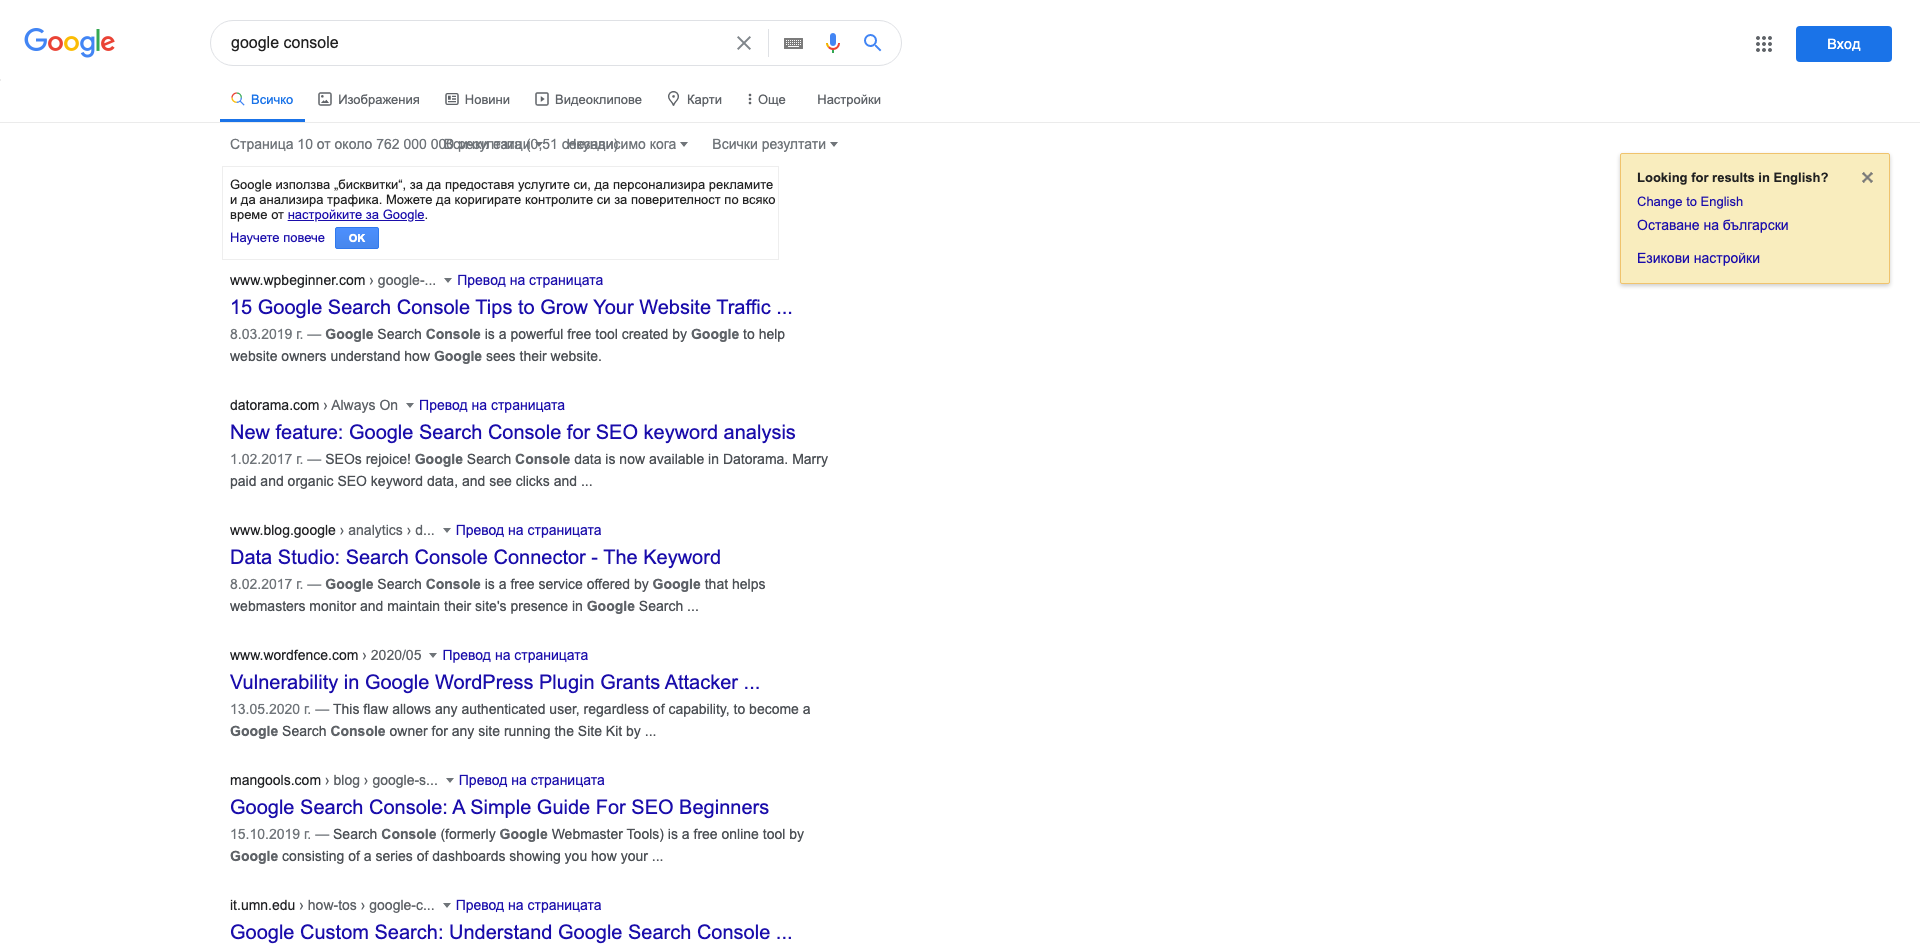 Google
google console
Вход
Всичко
Изображения
Новини
Видеоклипове
Карти
Още
Настройки
Страница 10 от около 762 000 000 резултата (0,51 секунди)
Независимо кога
Всички резултати
Google използва „бисквитки“, за да предоставя услугите си, да персонализира рекламите
и да анализира трафика. Можете да коригирате контролите си за поверителност по всяко
време от настройките за Google.
Научете повече
OK
Looking for results in English?
Change to English
Оставане на български
Езикови настройки
www.wpbeginner.com › google-... Превод на страницата
15 Google Search Console Tips to Grow Your Website Traffic ...
8.03.2019 г. — Google Search Console is a powerful free tool created by Google to help
website owners understand how Google sees their website.
datorama.com › Always On Превод на страницата
New feature: Google Search Console for SEO keyword analysis
1.02.2017 г. — SEOs rejoice! Google Search Console data is now available in Datorama. Marry
paid and organic SEO keyword data, and see clicks and ...
www.blog.google › analytics › d... Превод на страницата
Data Studio: Search Console Connector - The Keyword
8.02.2017 г. — Google Search Console is a free service offered by Google that helps
webmasters monitor and maintain their site's presence in Google Search ...
www.wordfence.com › 2020/05 Превод на страницата
Vulnerability in Google WordPress Plugin Grants Attacker ...
13.05.2020 г. — This flaw allows any authenticated user, regardless of capability, to become a
Google Search Console owner for any site running the Site Kit by ...
mangools.com › blog › google-s... Превод на страницата
Google Search Console: A Simple Guide For SEO Beginners
15.10.2019 г. — Search Console (formerly Google Webmaster Tools) is a free online tool by
Google consisting of a series of dashboards showing you how your ...
it.umn.edu › how-tos › google-c... Превод на страницата
Google Custom Search: Understand Google Search Console ...